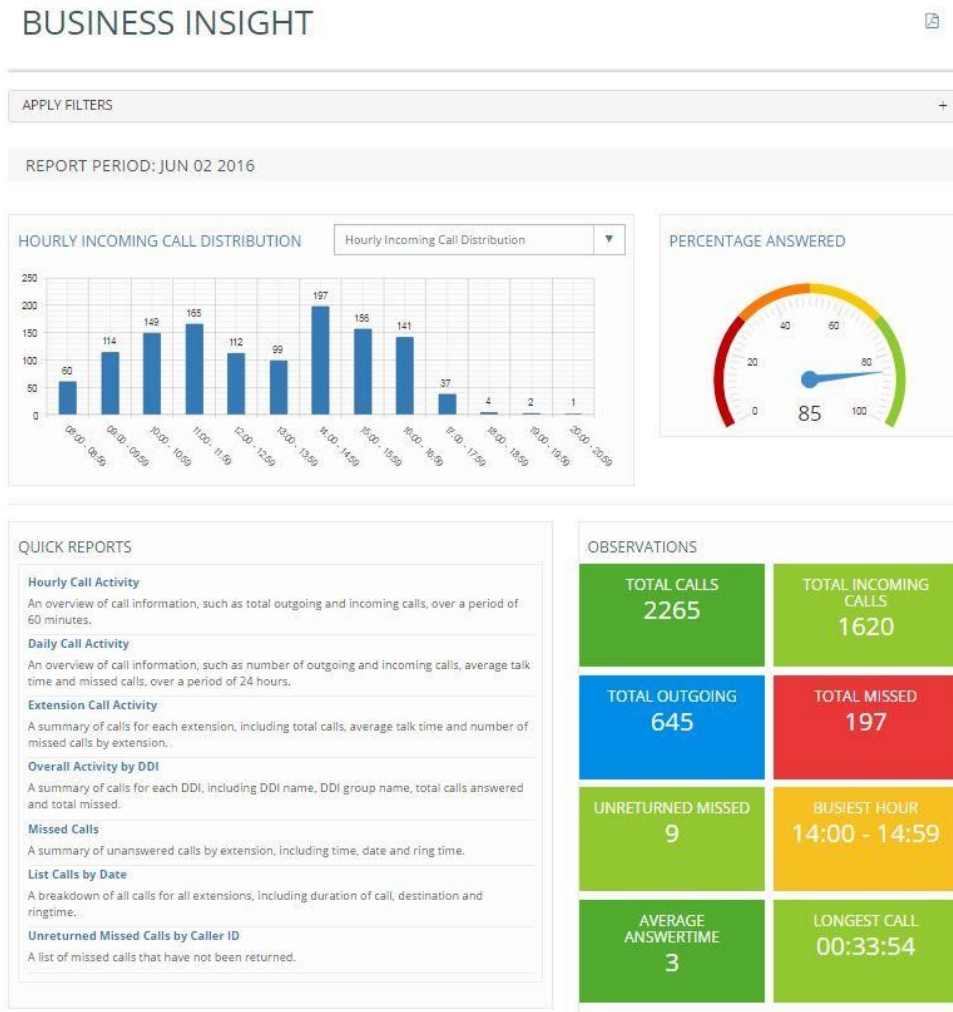 BUSINESS INSIGHT
APPLY FILTERS +
REPORT PERIOD: JUN 02 2016
HOURLY INCOMING CALL DISTRIBUTION
Hourly Incoming Call Distribution
250
200
150
100
50
0
60
114
149
165
112
99
197
156
141
37
4
2
1
08:00 - 08:59
09:00 - 09:59
10:00 - 10:59
11:00 - 11:59
12:00 - 12:59
13:00 - 13:59
14:00 - 14:59
15:00 - 15:59
16:00 - 16:59
17:00 - 17:59
18:00 - 18:59
19:00 - 19:59
20:00 - 20:59
PERCENTAGE ANSWERED
0
20
40
60
80
100
85
QUICK REPORTS
Hourly Call Activity
An overview of call information, such as total outgoing and incoming calls, over a period of
60 minutes.
Daily Call Activity
An overview of call information, such as number of outgoing and incoming calls, average talk
time and missed calls, over a period of 24 hours.
Extension Call Activity
A summary of calls for each extension, including total calls, average talk time and number of
missed calls by extension.
Overall Activity by DDI
A summary of calls for each DDI, including DDI name, DDI group name, total calls answered
and total missed.
Missed Calls
A summary of unanswered calls by extension, including time, date and ring time.
List Calls by Date
A breakdown of all calls for all extensions, including duration of call, destination and
ringtime.
Unreturned Missed Calls by Caller ID
A list of missed calls that have not been returned.
OBSERVATIONS
TOTAL CALLS
2265
TOTAL INCOMING
CALLS
1620
TOTAL OUTGOING
645
TOTAL MISSED
197
UNRETURNED MISSED
9
BUSIEST HOUR
14:00 - 14:59
AVERAGE
ANSWERTIME
3
LONGEST CALL
00:33:54